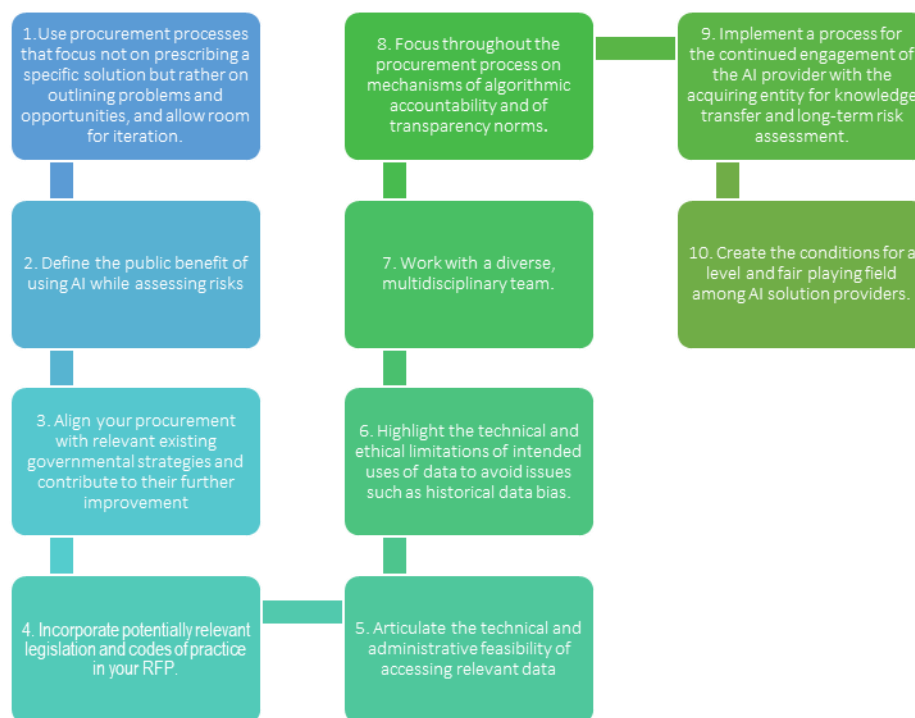 1.Use procurement processes
that focus not on prescribing a
specific solution but rather on
outlining problems and
opportunities, and allow room
for iteration.
2. Define the public benefit of
using AI while assessing risks
3. Align your procurement
with relevant existing
governmental strategies and
contribute to their further
improvement
4. Incorporate potentially relevant
legislation and codes of practice
in your RFP.
5. Articulate the technical and
administrative feasibility of
accessing relevant data
6. Highlight the technical and
ethical limitations of intended
uses of data to avoid issues
such as historical data bias.
7. Work with a diverse,
multidisciplinary team.
8. Focus throughout the
procurement process on
mechanisms of algorithmic
accountability and of
transparency norms.
9. Implement a process for
the continued engagement of
the AI provider with the
acquiring entity for knowledge
transfer and long-term risk
assessment.
10. Create the conditions for a
level and fair playing field
among AI solution providers.